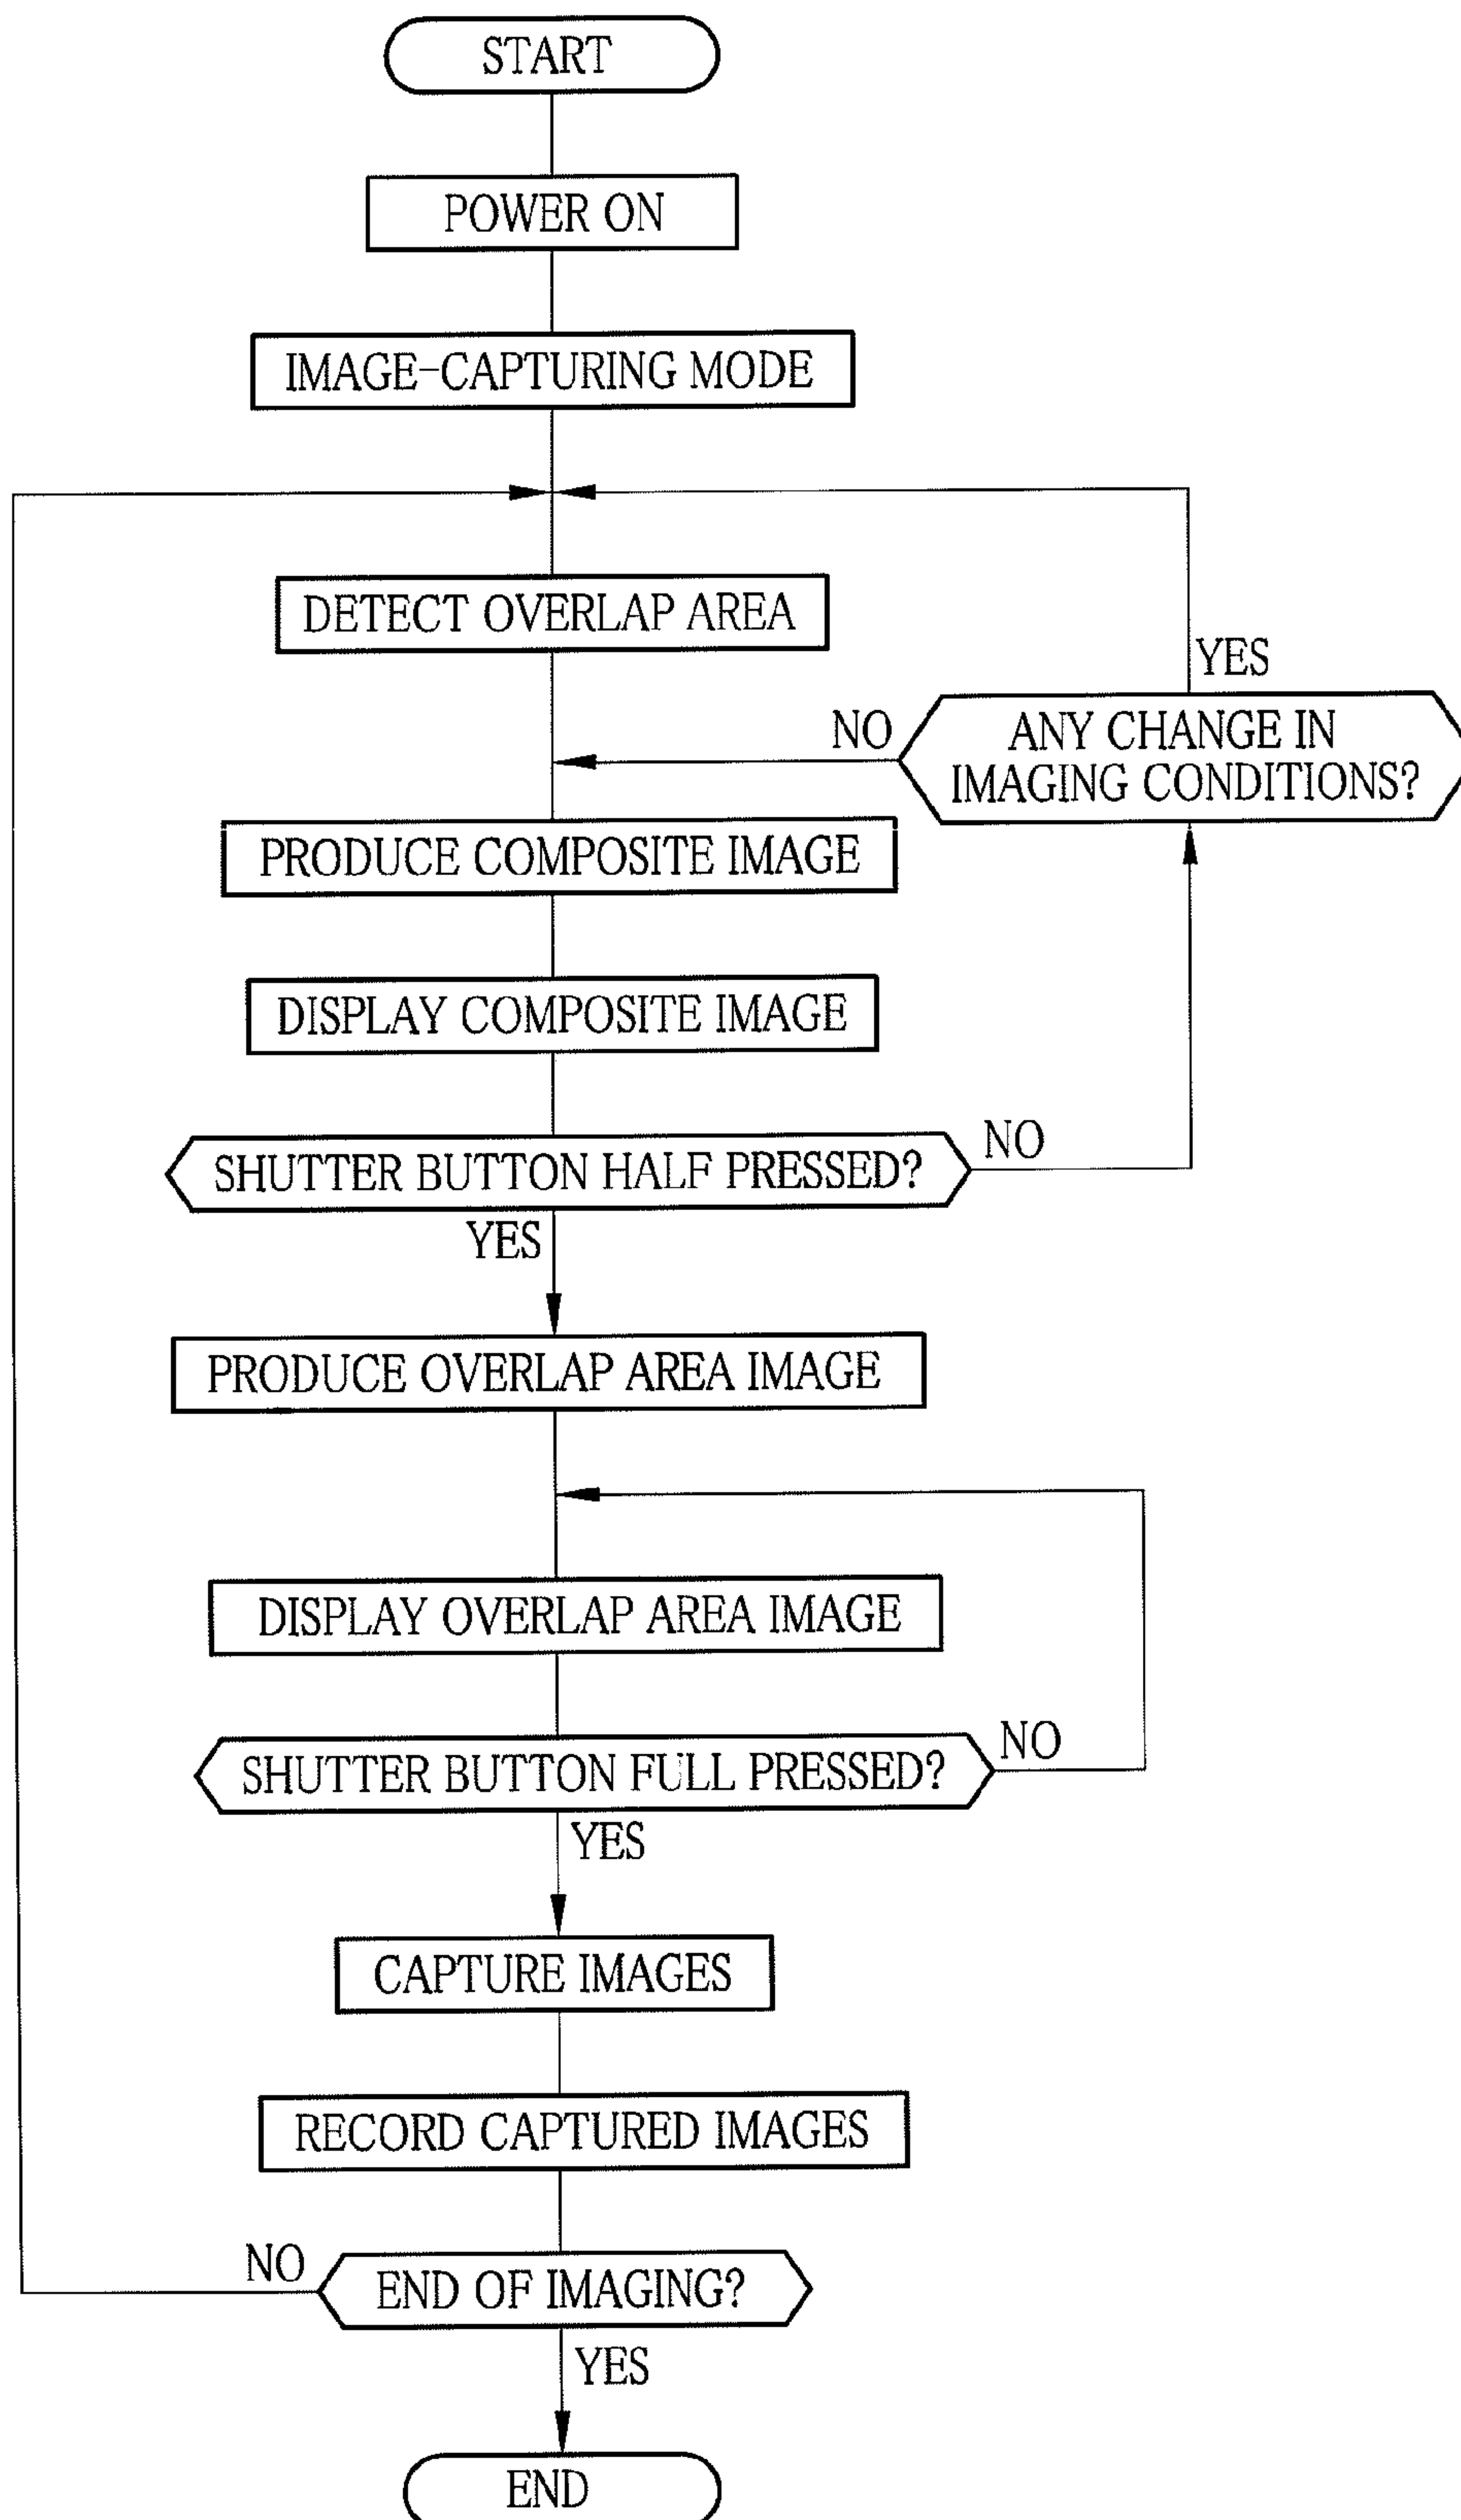 START
POWER ON
IMAGE-CAPTURING MODE
DETECT OVERLAP AREA
YES
NO
ANY CHANGE IN
IMAGING CONDITIONS?
PRODUCE COMPOSITE IMAGE
DISPLAY COMPOSITE IMAGE
SHUTTER BUTTON HALF PRESSED?
NO
YES
PRODUCE OVERLAP AREA IMAGE
DISPLAY OVERLAP AREA IMAGE
SHUTTER BUTTON FULL PRESSED?
NO
YES
CAPTURE IMAGES
RECORD CAPTURED IMAGES
NO
END OF IMAGING?
YES
END